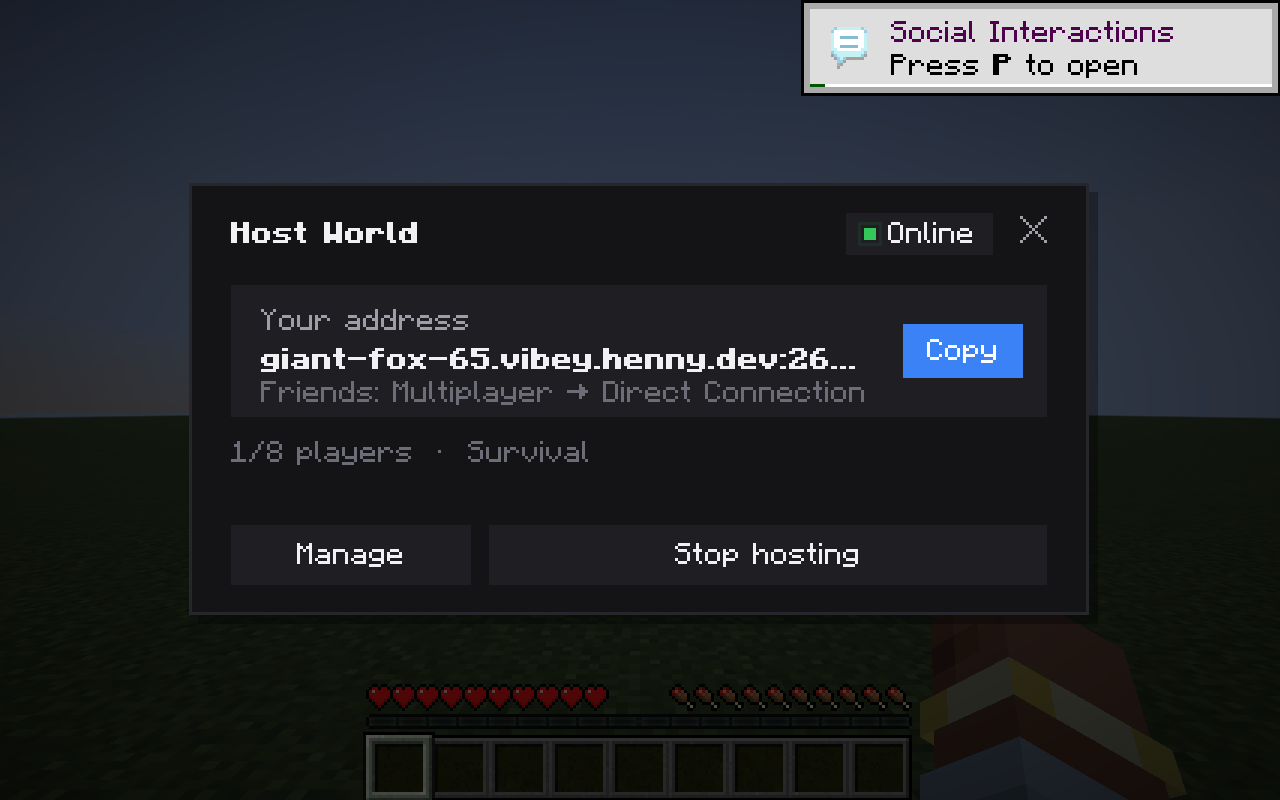 Social Interactions
Press P to open
Host World
Online
Your address
giant-fox-65.vibey.henny.dev:26...
Copy
Friends: Multiplayer → Direct Connection
1/8 players · Survival
Manage
Stop hosting